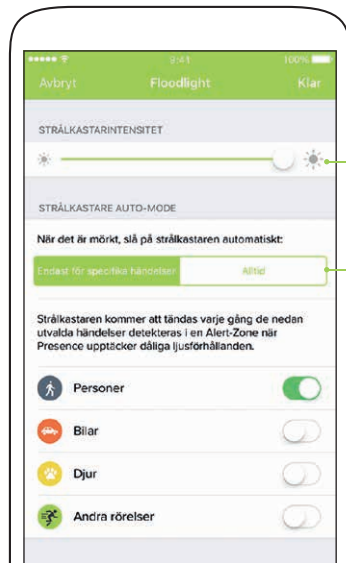 9:41 100%
Avbryt Floodlight Klar
STRÅLKASTARINTENSITET
STRÅLKASTARE AUTO-MODE
När det är mörkt, slå på strålkastaren automatiskt:
Endast för specifika händelser Alltid
Strålkastaren kommer att tändas varje gång de nedan
utvalda händelser detekteras i en Alert-Zone när
Presence upptäcker dåliga ljusförhållanden.
Personer
Bilar
Djur
Andra rörelser